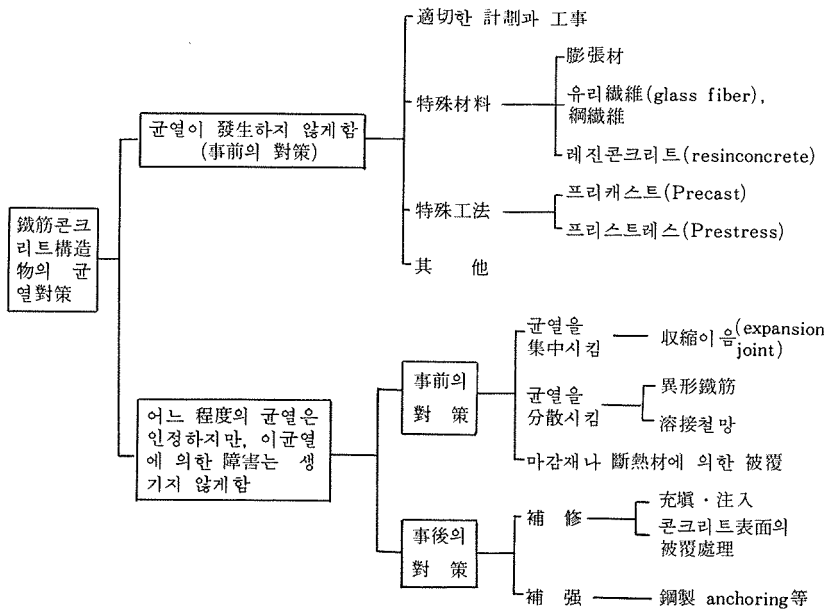 鐵筋콘크
리트構造
物의 균
열對策
균열이 發生하지 않게함
(事前의 對策)
適切한 計劃과 工事
特殊材料
膨張材
유리纖維(glass fiber),
綱纖維
레진콘크리트(resinconcrete)
特殊工法
프리캐스트(Precast)
프리스트레스(Prestress)
其 他
어느 程度의 균열은
인정하지만, 이균열
에 의한 障害는 생
기지 않게함
事前의
對 策
균열을
集中시킴
収縮이음(expansion
joint)
균열을
分散시킴
異形鐵筋
溶接철망
마감재나 斷熱材에 의한 被覆
事後의
對 策
補 修
充塡・注入
콘크리트表面의
被覆處理
補 强
鋼製 anchoring等